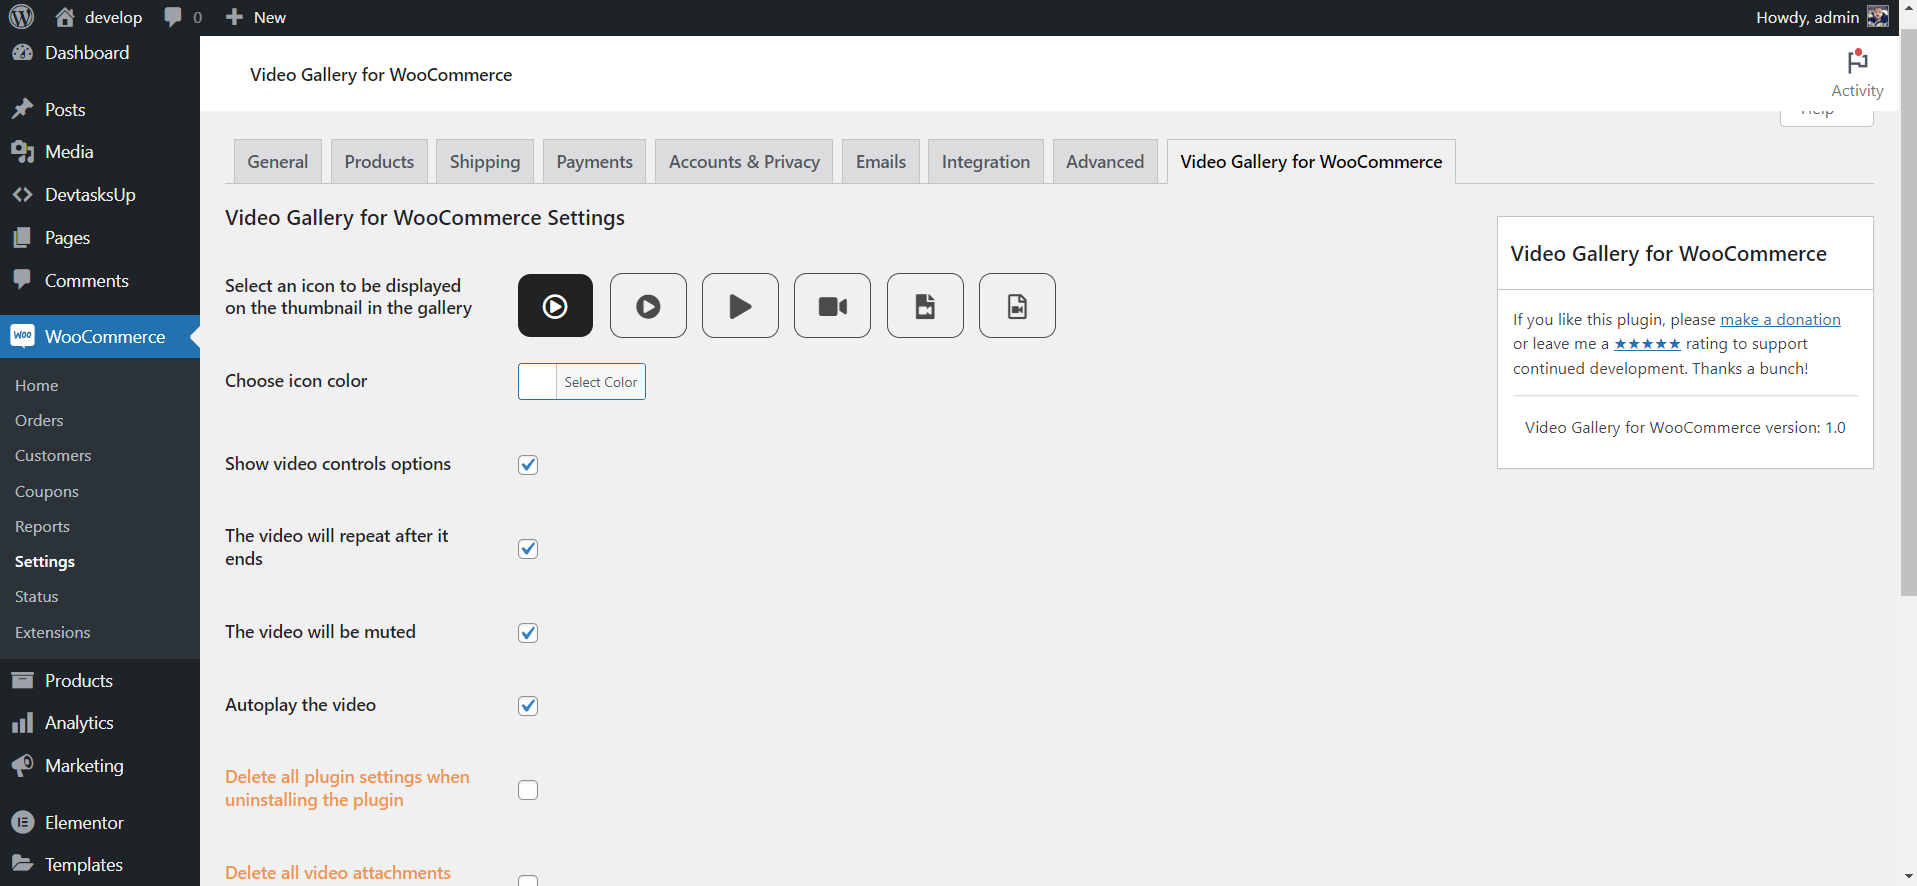 develop
0
New
Howdy, admin
Dashboard
Posts
Media
DevtasksUp
Pages
Comments
WooCommerce
Home
Orders
Customers
Coupons
Reports
Settings
Status
Extensions
Products
Analytics
Marketing
Elementor
Templates
Video Gallery for WooCommerce
Activity
Help
General
Products
Shipping
Payments
Accounts & Privacy
Emails
Integration
Advanced
Video Gallery for WooCommerce
Video Gallery for WooCommerce Settings
Select an icon to be displayed
on the thumbnail in the gallery
Choose icon color
Select Color
Show video controls options
The video will repeat after it
ends
The video will be muted
Autoplay the video
Delete all plugin settings when
uninstalling the plugin
Delete all video attachments
Video Gallery for WooCommerce
If you like this plugin, please make a donation
or leave me a ★★★★★ rating to support
continued development. Thanks a bunch!
Video Gallery for WooCommerce version: 1.0